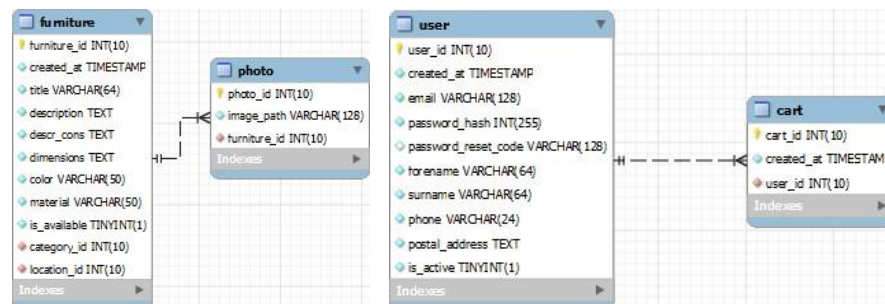 furniture
furniture_id INT(10)
created_at TIMESTAMP
title VARCHAR(64)
description TEXT
descr_cons TEXT
dimensions TEXT
color VARCHAR(50)
material VARCHAR(50)
is_available TINYINT(1)
category_id INT(10)
location_id INT(10)
Indexes
photo
photo_id INT(10)
image_path VARCHAR(128)
furniture_id INT(10)
Indexes
user
user_id INT(10)
created_at TIMESTAMP
email VARCHAR(128)
password_hash INT(255)
password_reset_code VARCHAR(128)
forename VARCHAR(64)
surname VARCHAR(64)
phone VARCHAR(24)
postal_address TEXT
is_active TINYINT(1)
Indexes
cart
cart_id INT(10)
created_at TIMESTAM
user_id INT(10)
Indexes